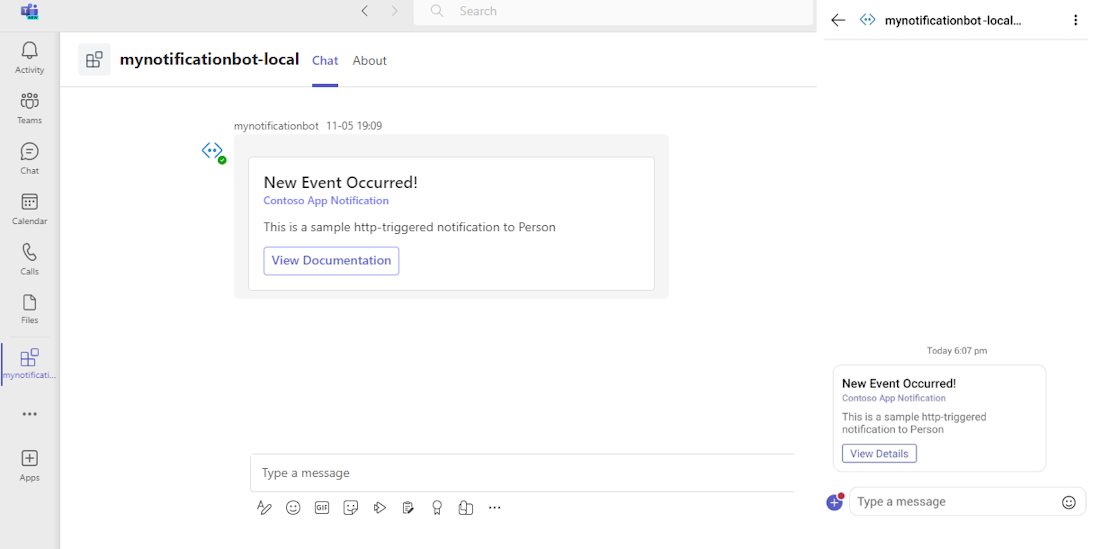 NEW
Search
Activity
Teams
Chat
Calendar
Calls
Files
mynotificati...
Apps
mynotificationbot-local Chat About
mynotificationbot 11-05 19:09
New Event Occurred!
Contoso App Notification
This is a sample http-triggered notification to Person
View Documentation
Type a message
GIF
mynotificationbot-local...
Today 6:07 pm
New Event Occurred!
Contoso App Notification
This is a sample http-triggered
notification to Person
View Details
Type a message